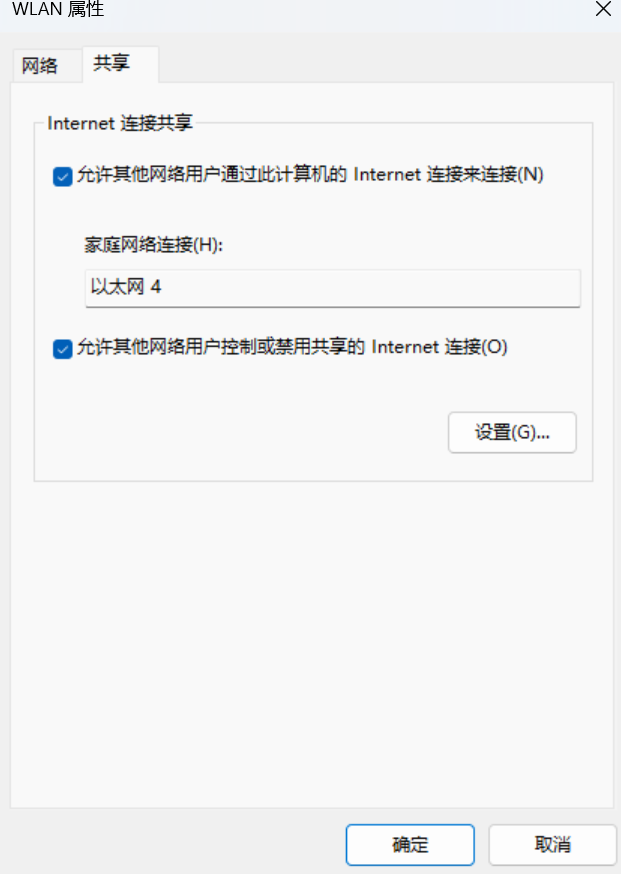 WLAN 属性
网络
共享
Internet 连接共享
允许其他网络用户通过此计算机的 Internet 连接来连接(N)
家庭网络连接(H):
以太网 4
允许其他网络用户控制或禁用共享的 Internet 连接(O)
设置(G)...
确定
取消